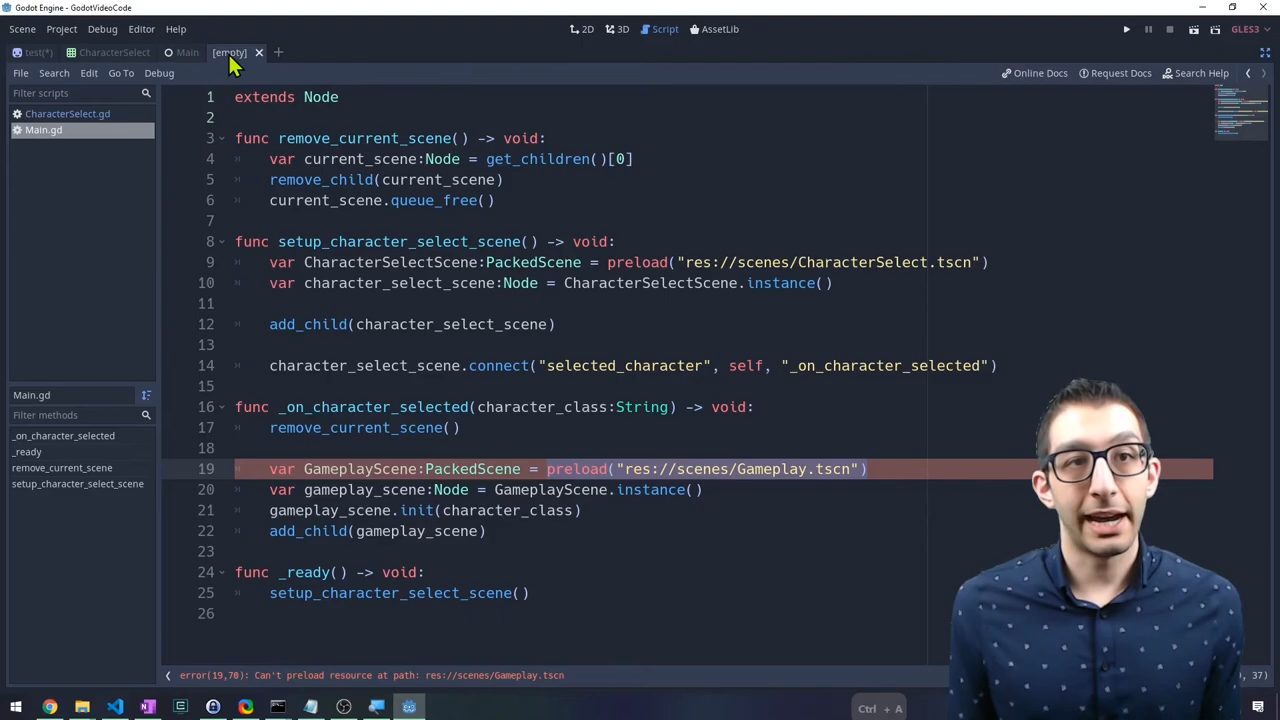 Godot Engine - GodotVideoCode
Scene Project Debug Editor Help
2D 3D Script AssetLib
GLES3
test(*) CharacterSelect Main [empty]
File Search Edit Go To Debug
Online Docs Request Docs Search Help
Filter scripts
CharacterSelect.gd
Main.gd
Main.gd
Filter methods
_on_character_selected
_ready
remove_current_scene
setup_character_select_scene
1 extends Node
2
3 func remove_current_scene() -> void:
4 var current_scene:Node = get_children()[0]
5 remove_child(current_scene)
6 current_scene.queue_free()
7
8 func setup_character_select_scene() -> void:
9 var CharacterSelectScene:PackedScene = preload("res://scenes/CharacterSelect.tscn")
10 var character_select_scene:Node = CharacterSelectScene.instance()
11
12 add_child(character_select_scene)
13
14 character_select_scene.connect("selected_character", self, "_on_character_selected")
15
16 func _on_character_selected(character_class:String) -> void:
17 remove_current_scene()
18
19 var GameplayScene:PackedScene = preload("res://scenes/Gameplay.tscn")
20 var gameplay_scene:Node = GameplayScene.instance()
21 gameplay_scene.init(character_class)
22 add_child(gameplay_scene)
23
24 func _ready() -> void:
25 setup_character_select_scene()
26
error(19,70): Can't preload resource at path: res://scenes/Gameplay.tscn
, 37)
Ctrl + A